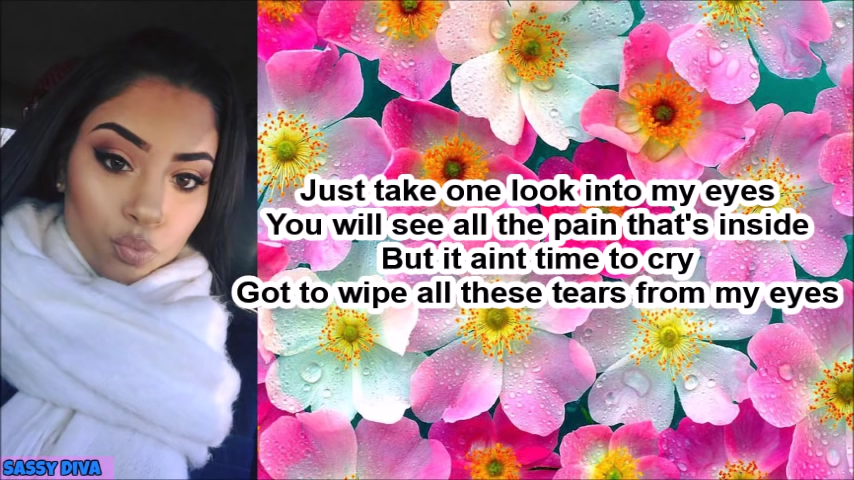 Just take one look into my eyes
You will see all the pain that's inside
But it aint time to cry
Got to wipe all these tears from my eyes
SASSY DIVA